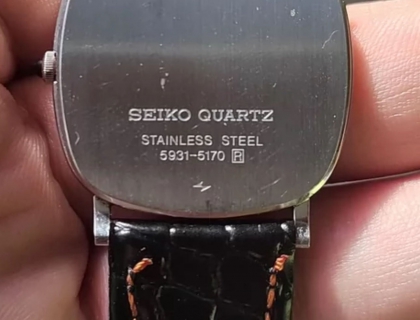 SEIKO QUARTZ
STAINLESS STEEL
5931-5170 R